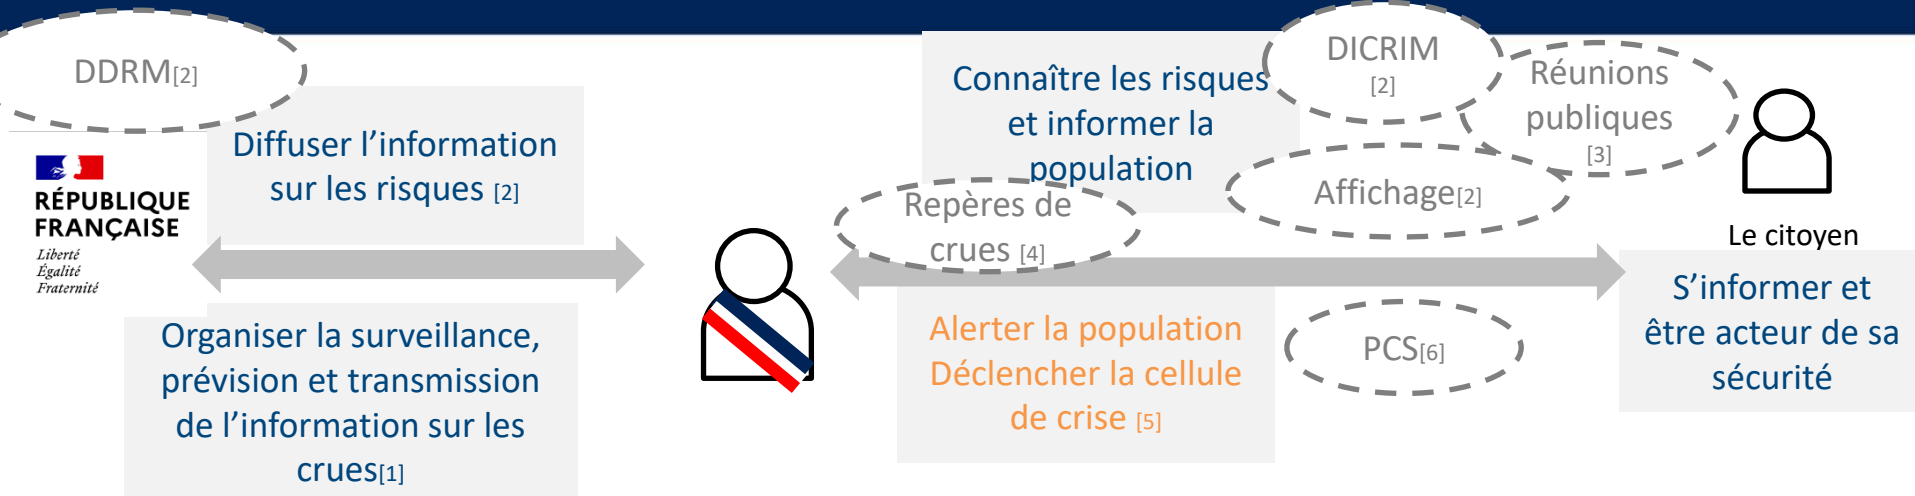 DDRM[2]
Diffuser l’information
sur les risques [2]
RÉPUBLIQUE
FRANÇAISE
Liberté
Égalité
Fraternité
Organiser la surveillance,
prévision et transmission
de l’information sur les
crues[1]
Connaître les risques
et informer la
population
DICRIM
[2]
Réunions
publiques
[3]
Affichage[2]
Repères de
crues [4]
Alerter la population
Déclencher la cellule
de crise [5]
PCS[6]
Le citoyen
S’informer et
être acteur de sa
sécurité